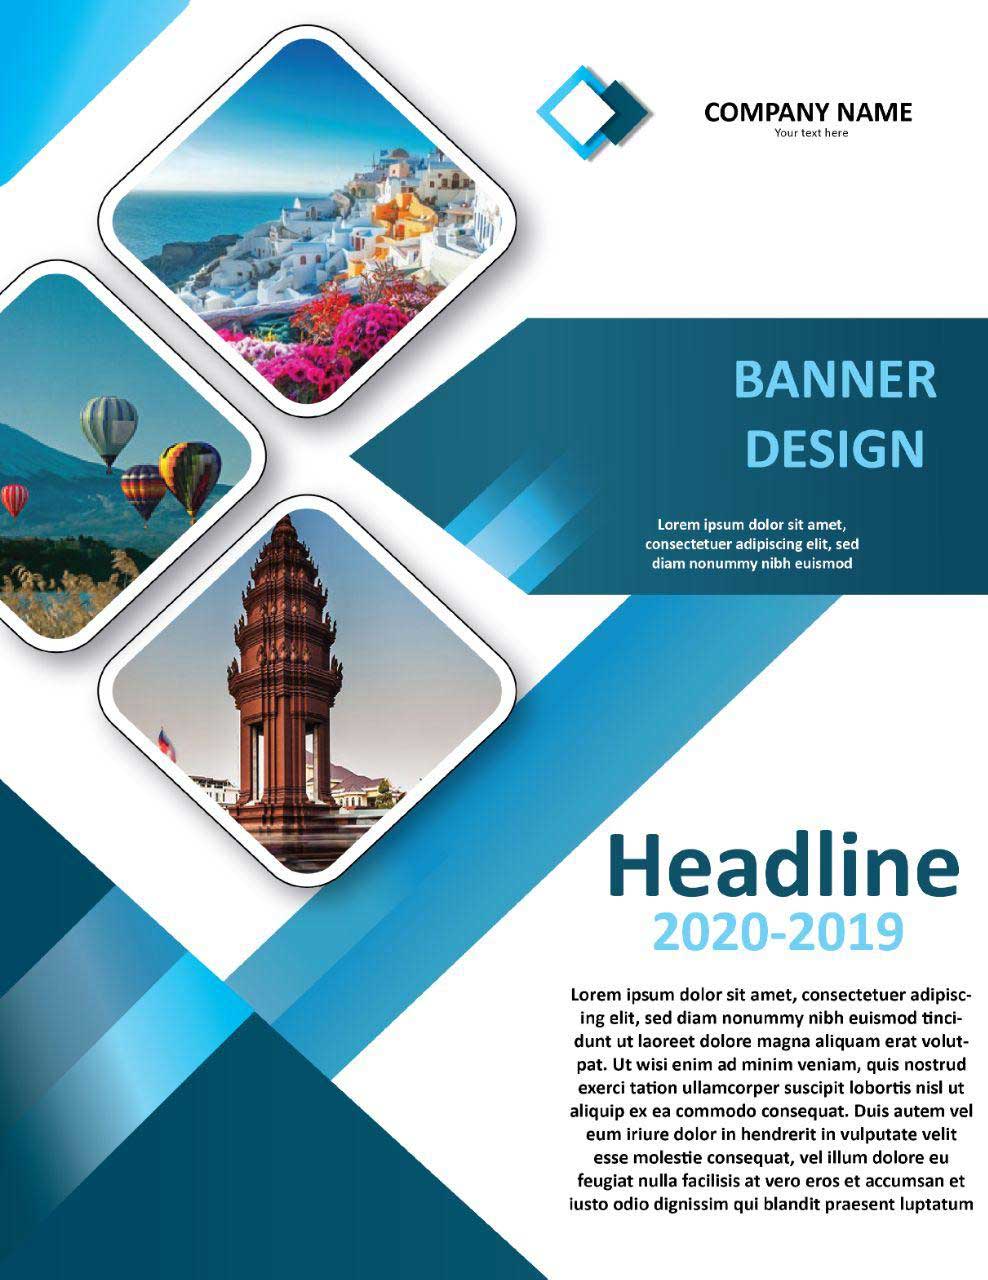 COMPANY NAME
Your text here
BANNER
DESIGN
Lorem ipsum dolor sit amet,
consectetuer adipiscing elit, sed
diam nonummy nibh euismod
Headline
2020-2019
Lorem ipsum dolor sit amet, consectetuer adipisc-
ing elit, sed diam nonummy nibh euismod tinci-
dunt ut laoreet dolore magna aliquam erat volut-
pat. Ut wisi enim ad minim veniam, quis nostrud
exerci tation ullamcorper suscipit lobortis nisl ut
aliquip ex ea commodo consequat. Duis autem vel
eum iriure dolor in hendrerit in vulputate velit
esse molestie consequat, vel illum dolore eu
feugiat nulla facilisis at vero eros et accumsan et
iusto odio dignissim qui blandit praesent luptatum